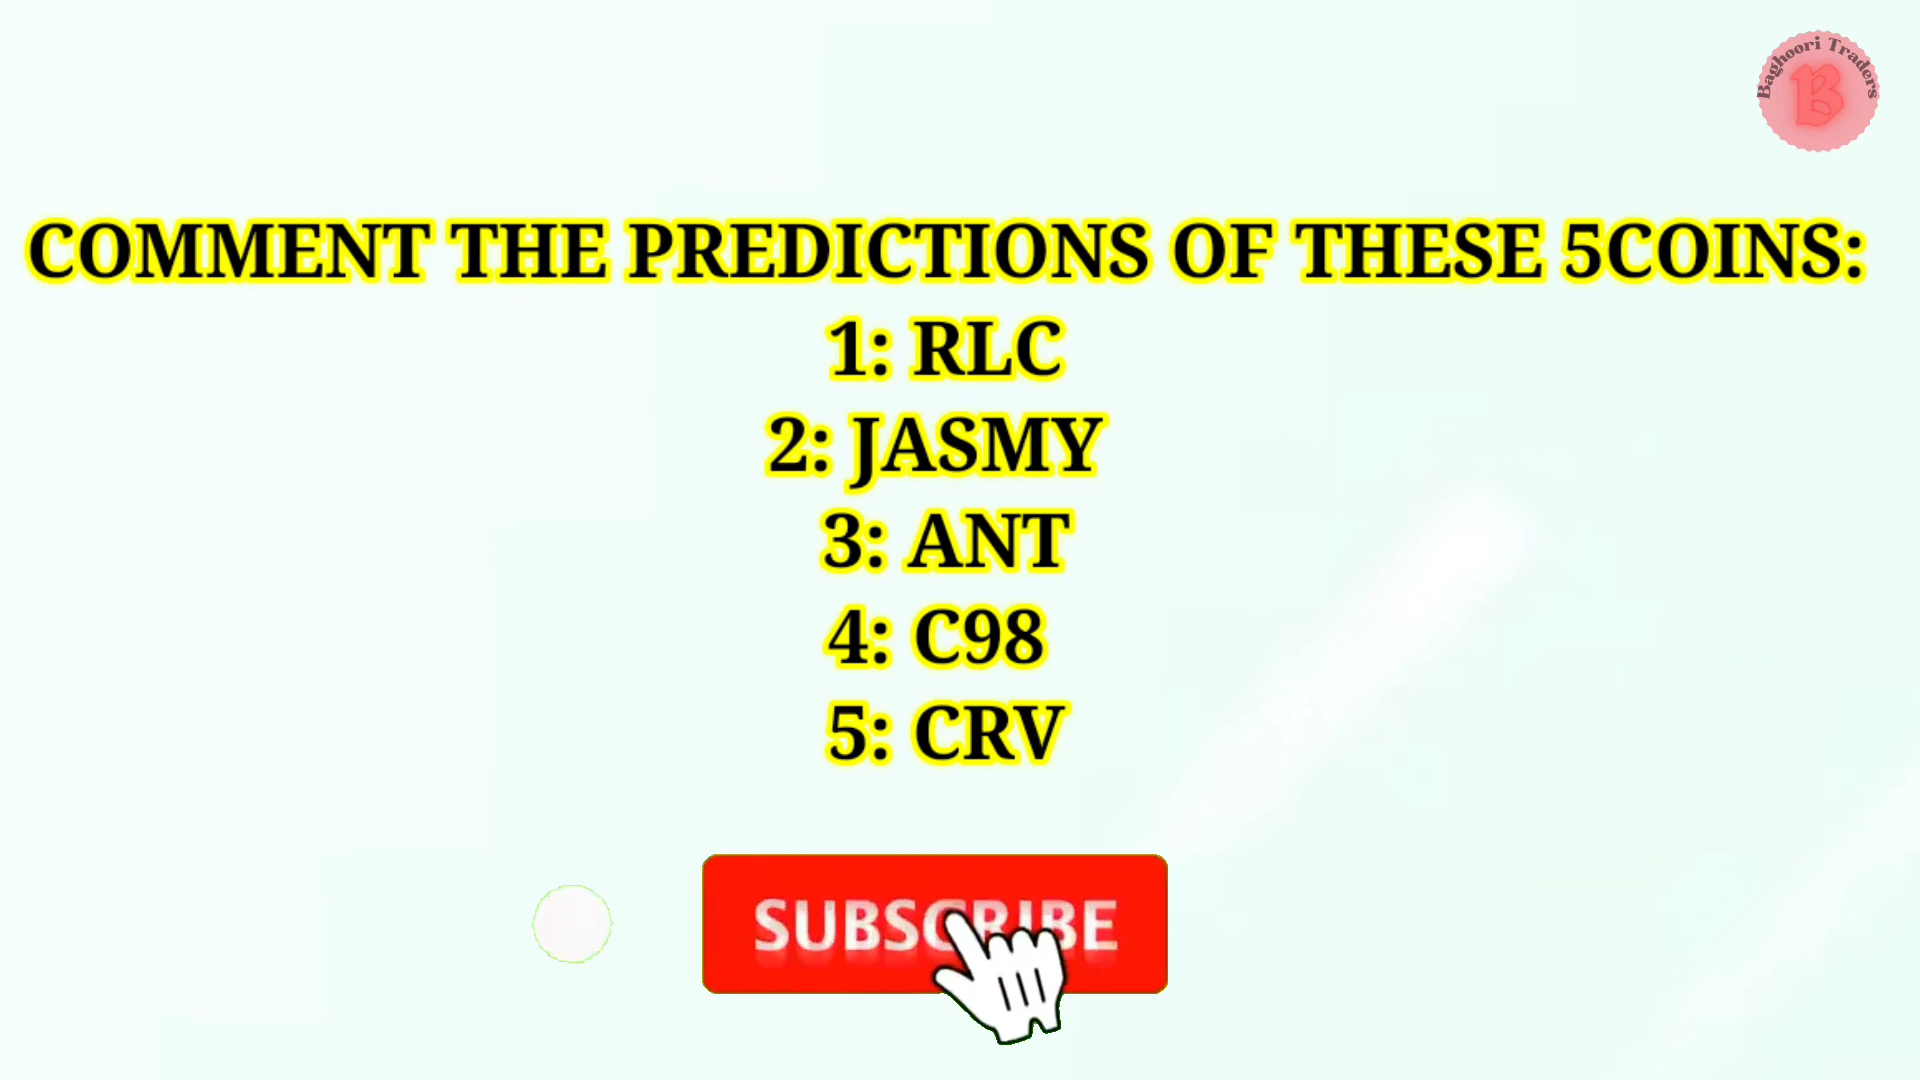 Baghoori Traders
B
COMMENT THE PREDICTIONS OF THESE 5COINS:
1: RLC
2: JASMY
3: ANT
4: C98
5: CRV
SUBSCRIBE